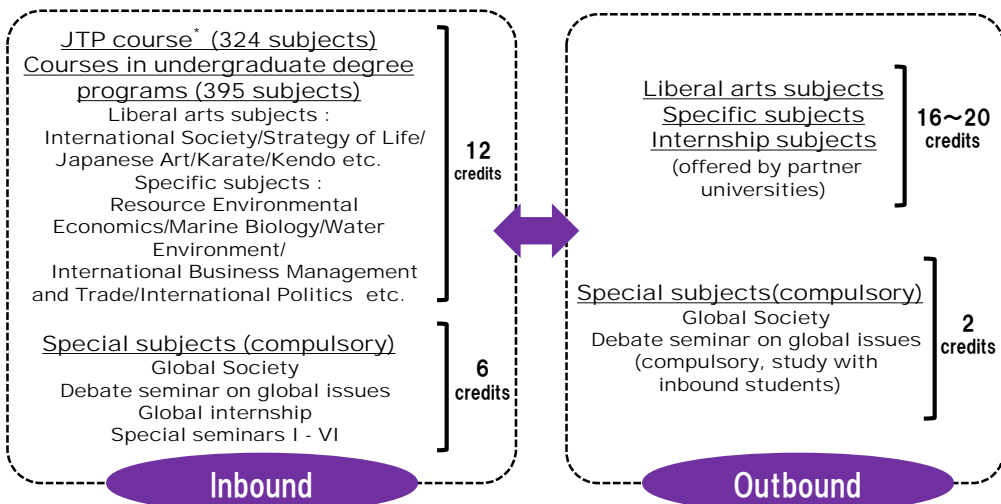 JTP course* (324 subjects)
Courses in undergraduate degree
programs (395 subjects)
Liberal arts subjects :
International Society/Strategy of Life/
Japanese Art/Karate/Kendo etc.
Specific subjects :
Resource Environmental
Economics/Marine Biology/Water
Environment/
International Business Management
and Trade/International Politics etc.
12
credits
Special subjects (compulsory)
Global Society
Debate seminar on global issues
Global internship
Special seminars I - VI
6
credits
Inbound
Liberal arts subjects
Specific subjects
Internship subjects
(offered by partner
universities)
16～20
credits
Special subjects(compulsory)
Global Society
Debate seminar on global issues
(compulsory, study with
inbound students)
2
credits
Outbound